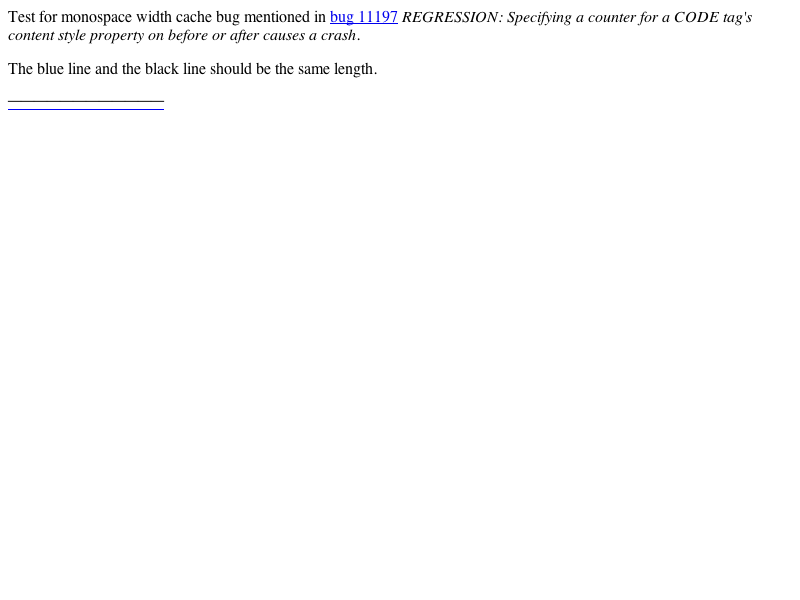 Test for monospace width cache bug mentioned in bug 11197 REGRESSION: Specifying a counter for a CODE tag's
content style property on before or after causes a crash.
The blue line and the black line should be the same length.